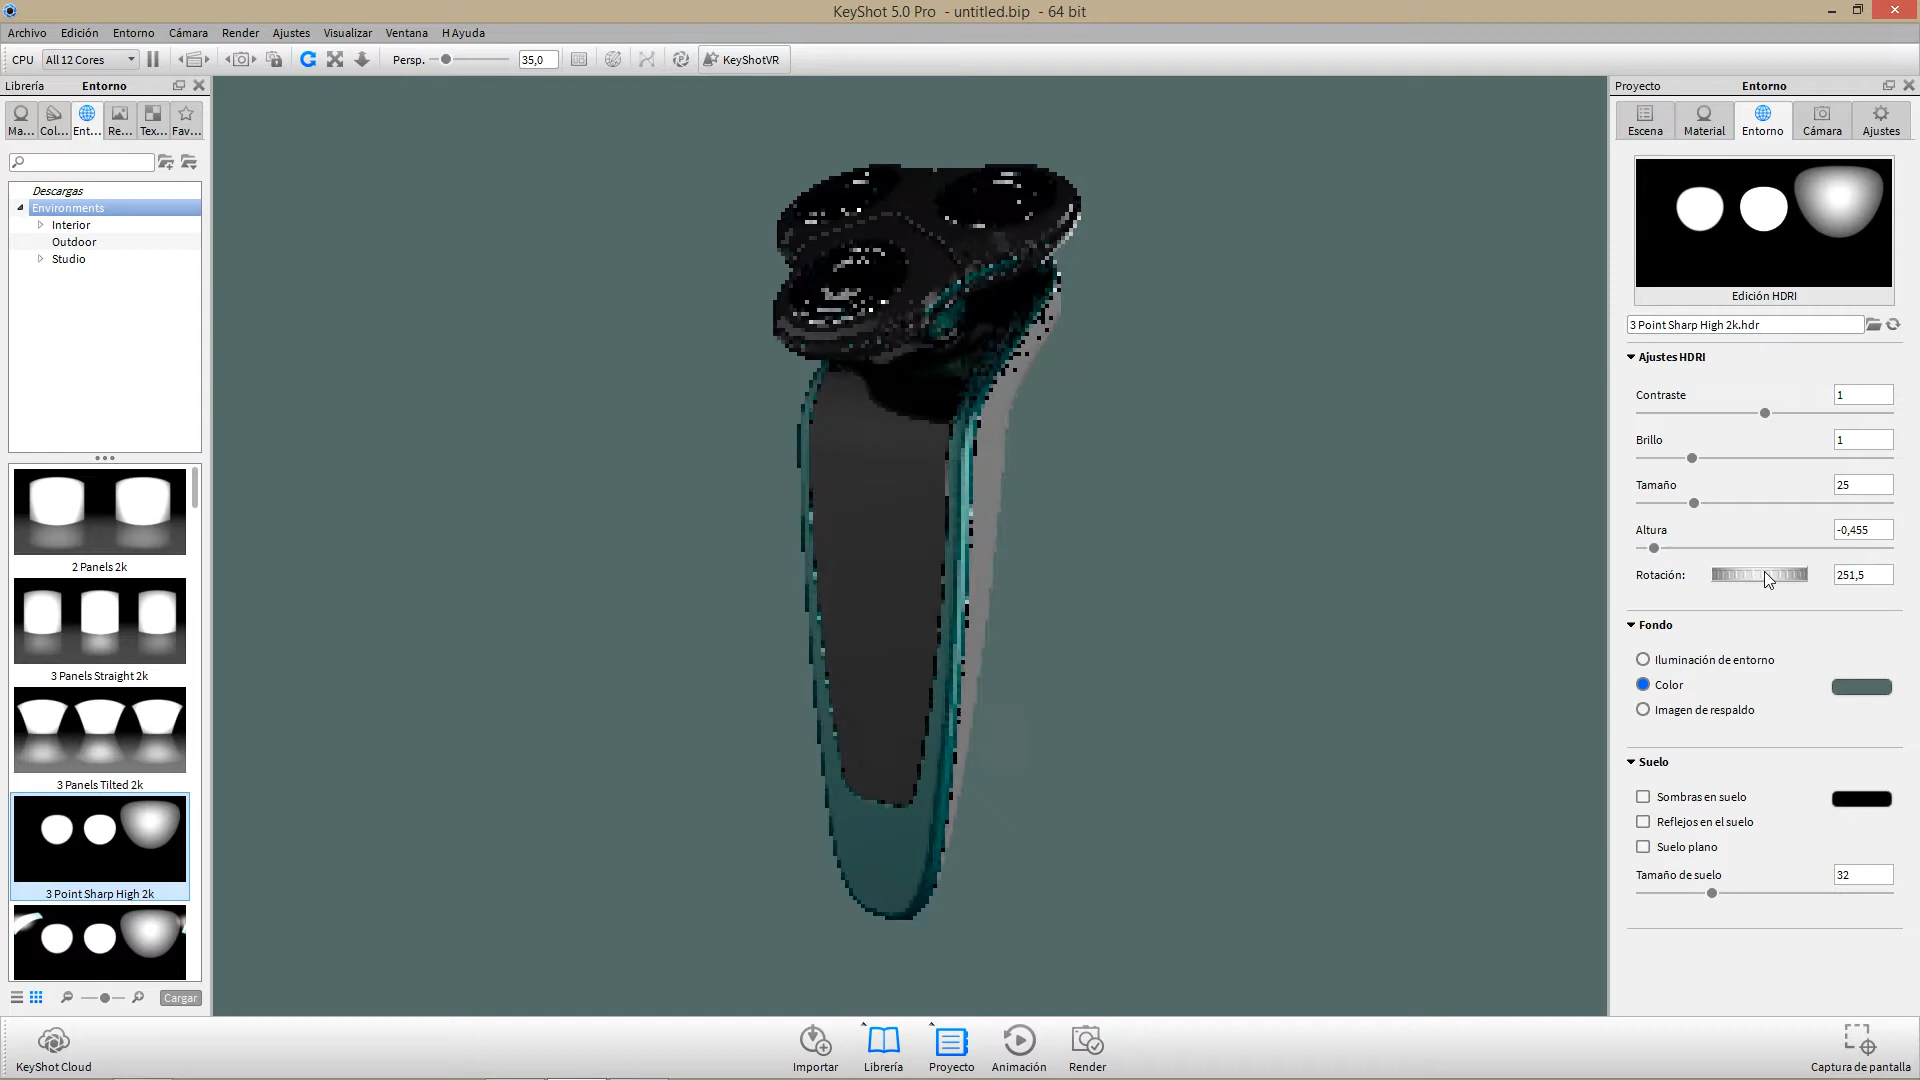 KeyShot 5.0 Pro - untitled.bip - 64 bit
Archivo Edición Entorno Cámara Render Ajustes Visualizar Ventana H Ayuda
CPU All 12 Cores Persp. 35,0 KeyShotVR
Librería Entorno
Ma... Col... Ent... Re... Tex... Fav...
Descargas
Environments
Interior
Outdoor
Studio
2 Panels 2k
3 Panels Straight 2k
3 Panels Tilted 2k
3 Point Sharp High 2k
Cargar
Proyecto Entorno
Escena Material Entorno Cámara Ajustes
Edición HDRI
3 Point Sharp High 2k.hdr
Ajustes HDRI
Contraste 1
Brillo 1
Tamaño 25
Altura -0,455
Rotación: 251,5
Fondo
Iluminación de entorno
Color
Imagen de respaldo
Suelo
Sombras en suelo
Reflejos en el suelo
Suelo plano
Tamaño de suelo 32
KeyShot Cloud Importar Librería Proyecto Animación Render Captura de pantalla